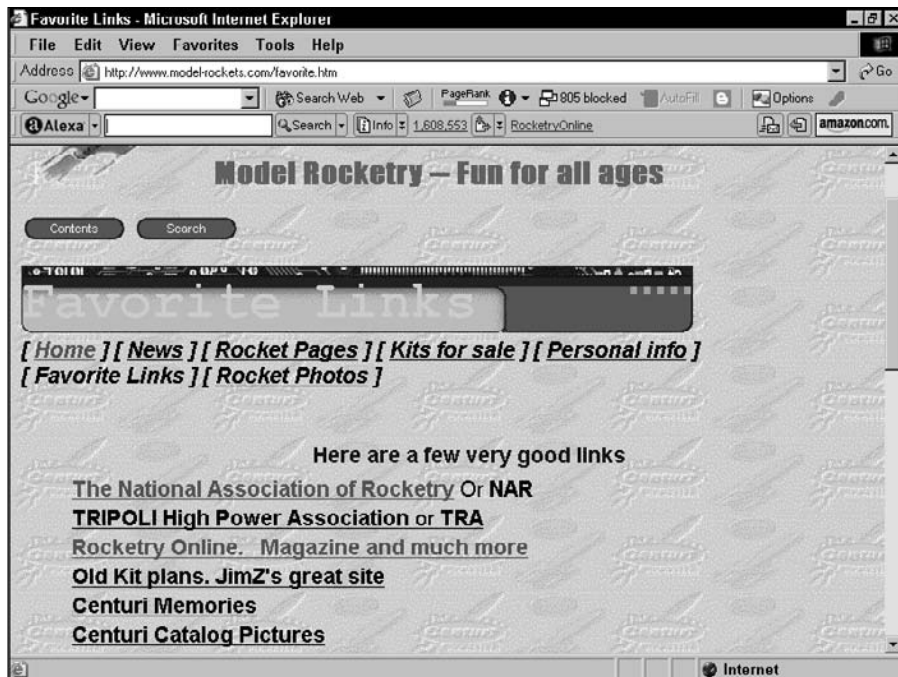 Favorite Links - Microsoft Internet Explorer
File Edit View Favorites Tools Help
Address http://www.model-rockets.com/favorite.htm Go
Google Search Web PageRank 805 blocked AutoFill Options
Alexa Search Info 1,608,553 RocketryOnline amazon.com.
Model Rocketry – Fun for all ages
Contents Search
Favorite Links
[ Home ] [ News ] [ Rocket Pages ] [ Kits for sale ] [ Personal info ]
[ Favorite Links ] [ Rocket Photos ]
Here are a few very good links
The National Association of Rocketry Or NAR
TRIPOLI High Power Association or TRA
Rocketry Online. Magazine and much more
Old Kit plans. JimZ's great site
Centuri Memories
Centuri Catalog Pictures
Internet